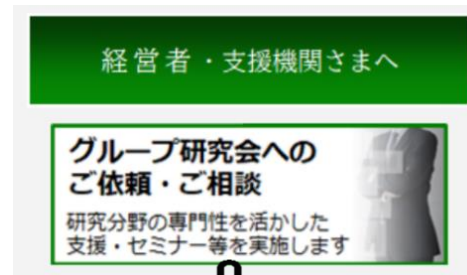 経営者・支援機関さまへ
グループ研究会への
ご依頼・ご相談
研究分野の専門性を活かした
支援・セミナー等を実施します